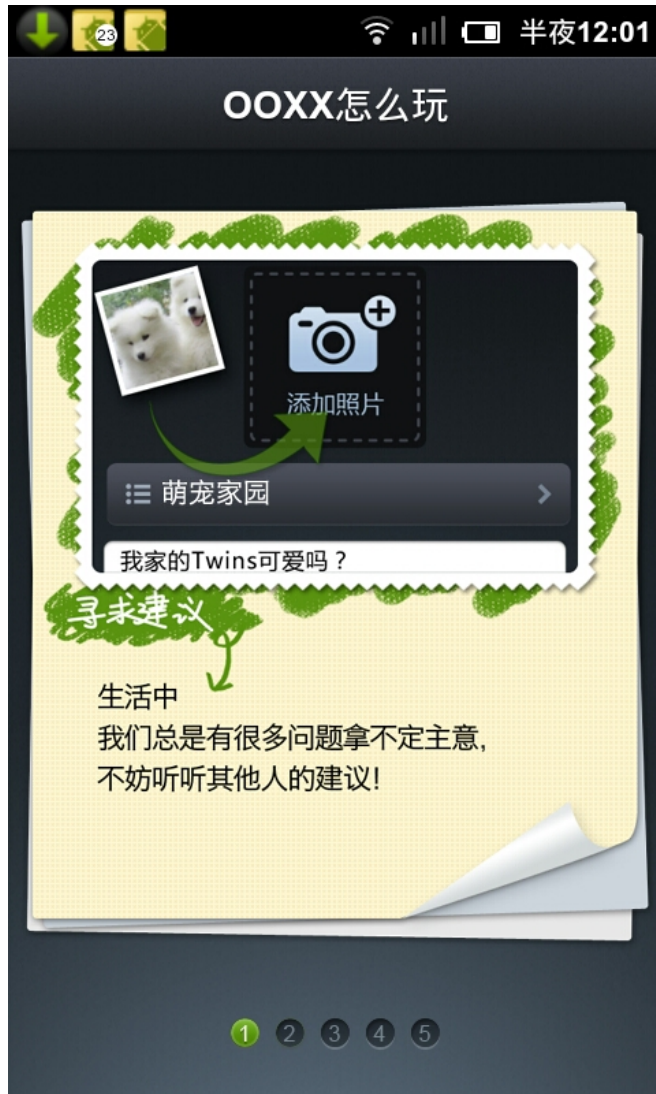 23
半夜12:01
OOXX怎么玩
添加照片
萌宠家园
我家的Twins可爱吗？
寻求建议
生活中
我们总是有很多问题拿不定主意,
不妨听听其他人的建议!
1 2 3 4 5